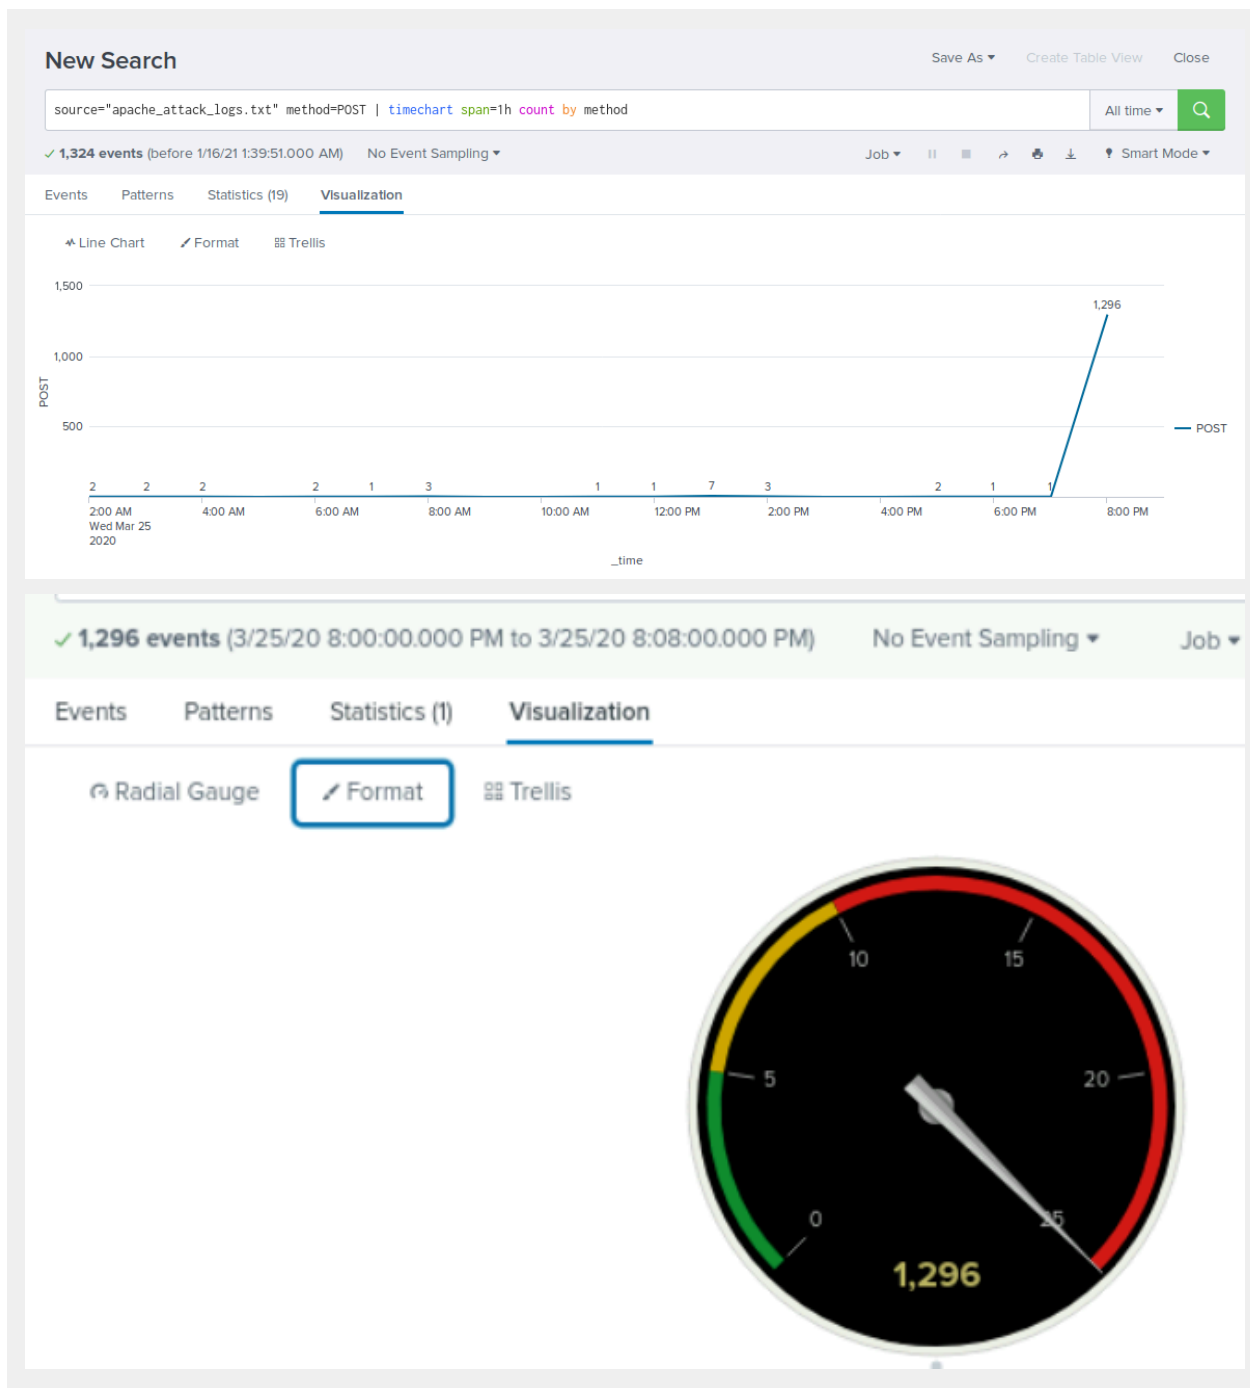 New Search
Save As Create Table View Close
source="apache_attack_logs.txt" method=POST | timechart span=1h count by method
All time
1,324 events (before 1/16/21 1:39:51.000 AM) No Event Sampling
Job Smart Mode
Events Patterns Statistics (19) Visualization
Line Chart Format Trellis
1,500
1,296
1,000
POST
500
POST
2 2 2 2 1 3 1 1 7 3 2 1 1
2:00 AM 4:00 AM 6:00 AM 8:00 AM 10:00 AM 12:00 PM 2:00 PM 4:00 PM 6:00 PM 8:00 PM
Wed Mar 25
2020
_time
1,296 events (3/25/20 8:00:00.000 PM to 3/25/20 8:08:00.000 PM) No Event Sampling Job
Events Patterns Statistics (1) Visualization
Radial Gauge Format Trellis
10 15
5 20
0 25
1,296